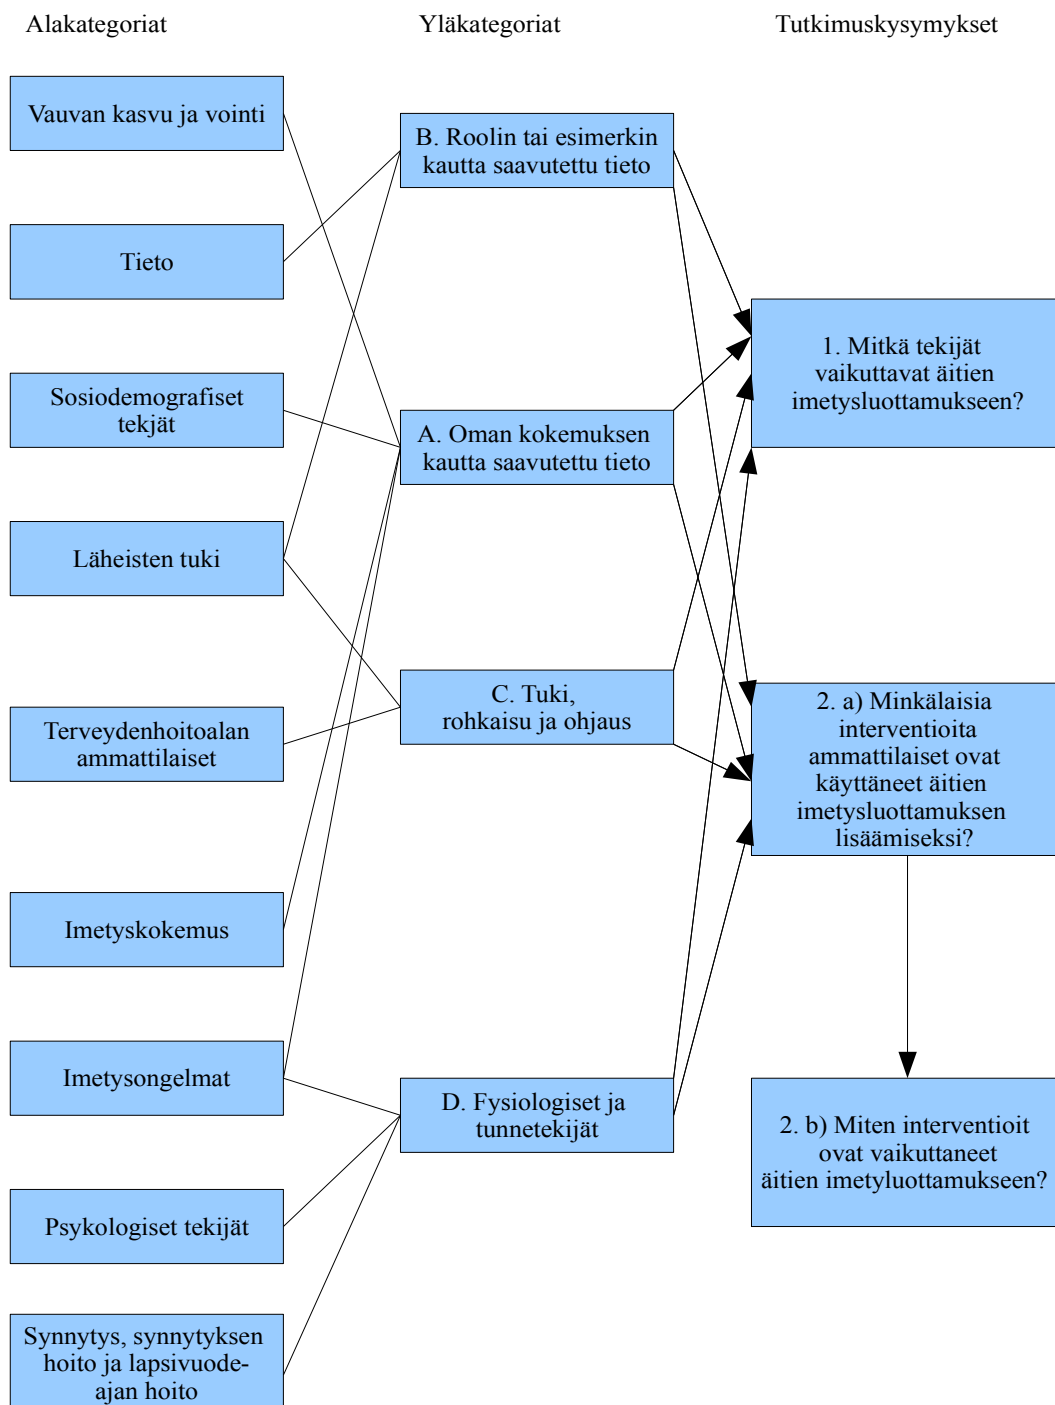 Alakategoriat
Yläkategoriat
Tutkimuskysymykset
Vauvan kasvu ja vointi
Tieto
Sosiodemografiset
tekjät
Läheisten tuki
Terveydenhoitoalan
ammattilaiset
Imetyskokemus
Imetysongelmat
Psykologiset tekijät
Synnytys, synnytyksen
hoito ja lapsivuode-
ajan hoito
B. Roolin tai esimerkin
kautta saavutettu tieto
A. Oman kokemuksen
kautta saavutettu tieto
C. Tuki,
rohkaisu ja ohjaus
D. Fysiologiset ja
tunnetekijät
1. Mitkä tekijät
vaikuttavat äitien
imetysluottamukseen?
2. a) Minkälaisia
interventioita
ammattilaiset ovat
käyttäneet äitien
imetysluottamuksen
lisäämiseksi?
2. b) Miten interventioit
ovat vaikuttaneet
äitien imetyluottamukseen?